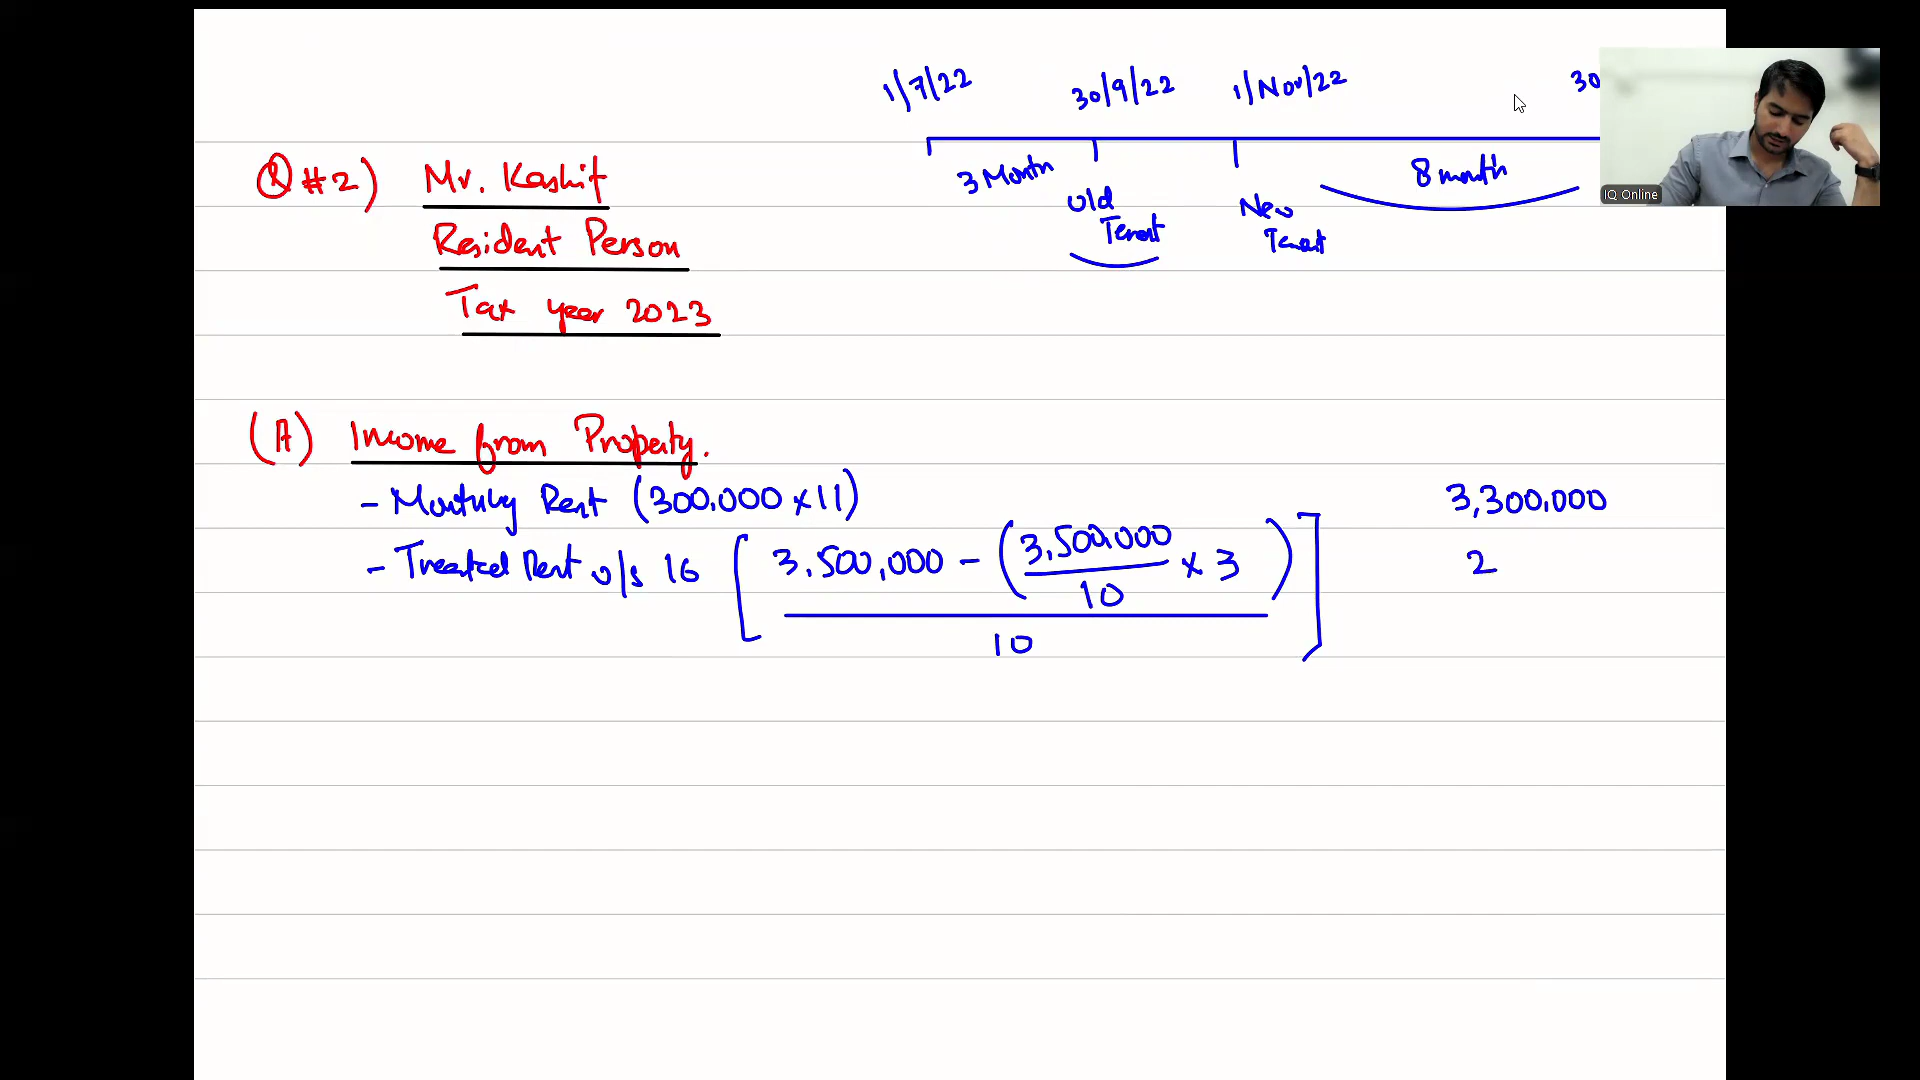 1/7/22 30/9/22 1/Nov/22 30
3 Month 8 month
Old Tenant New Tenant
IQ Online
Q #2) Mr. Kashif
Resident Person
Tax year 2023
(A) Income from Property.
- Monthly Rent (300,000 x 11) 3,300,000
- Treated Rent u/s 16 [ 3,500,000 - ( 3,500,000 / 10 x 3 ) / 10 ] 2